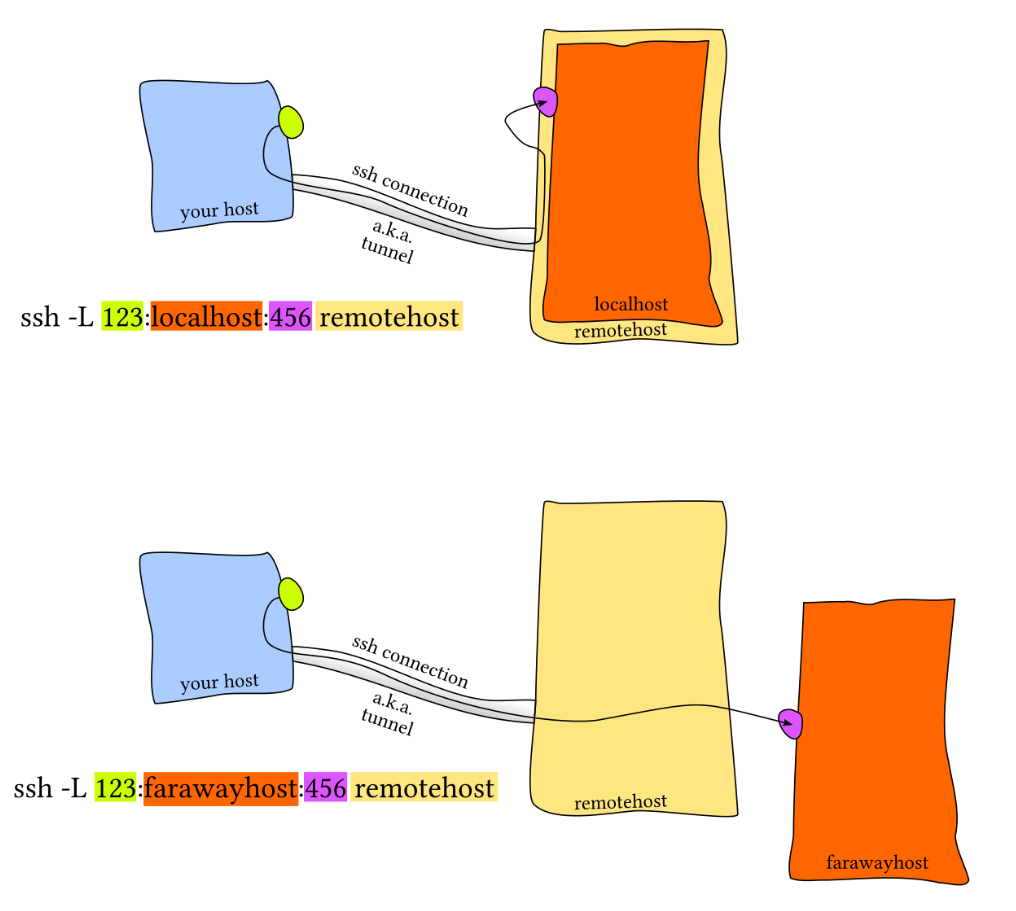 your host
ssh connection
a.k.a.
tunnel
localhost
remotehost
ssh -L 123:localhost:456 remotehost
your host
ssh connection
a.k.a.
tunnel
remotehost
farawayhost
ssh -L 123:farawayhost:456 remotehost